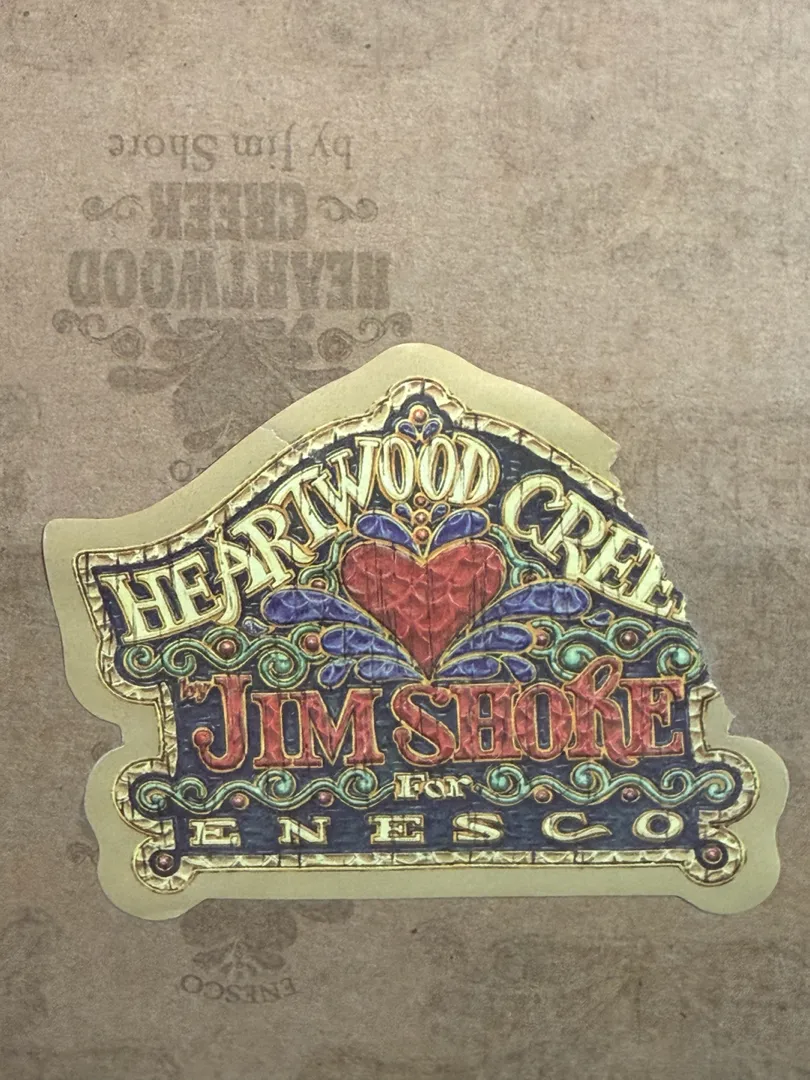 by Jim Shore
CREEK
HEARTWOOD
HEARTWOOD CREE
by JIM SHORE
For
ENESCO
ENESCO